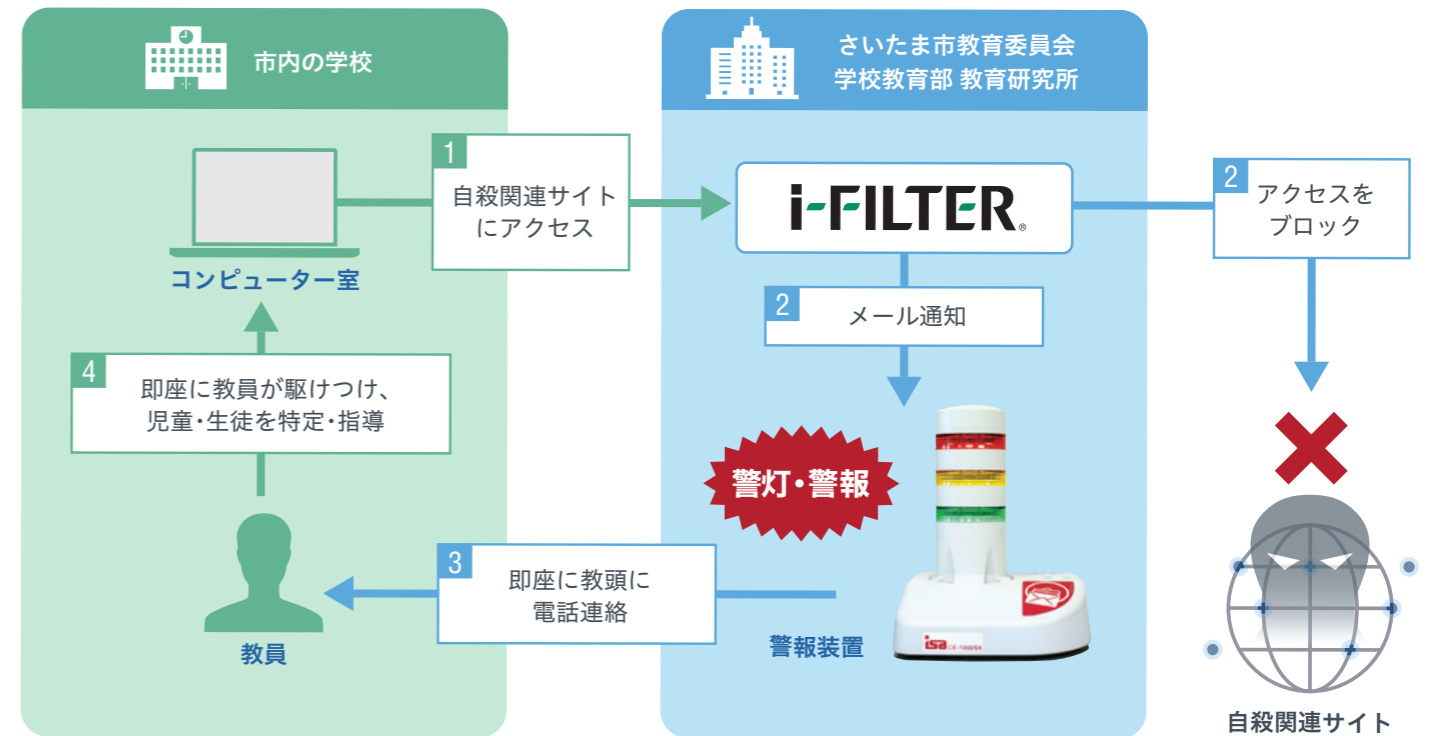 市内の学校
さいたま市教育委員会
学校教育部 教育研究所
1
自殺関連サイト
にアクセス
i-FILTER®
2
アクセスを
ブロック
コンピューター室
2
メール通知
4
即座に教員が駆けつけ、
児童・生徒を特定・指導
警灯・警報
3
即座に教頭に
電話連絡
教員
警報装置
isa
自殺関連サイト